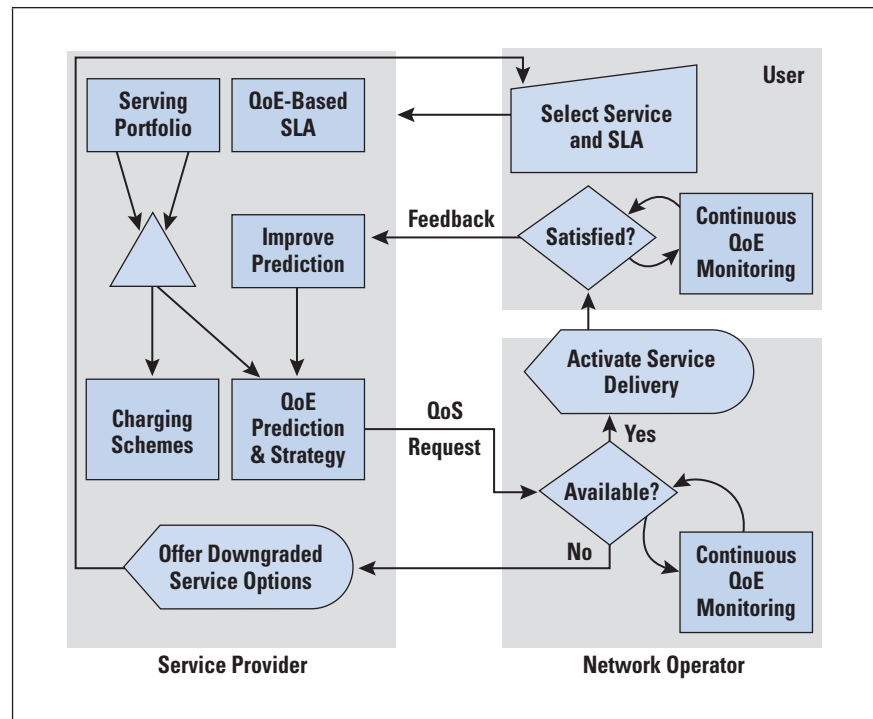 User
Serving
Portfolio
QoE-Based
SLA
Select Service
and SLA
Feedback
Improve
Prediction
Satisfied?
Continuous
QoE
Monitoring
Activate Service
Delivery
Charging
Schemes
QoE
Prediction
& Strategy
QoS
Request
Yes
Available?
No
Continuous
QoE
Monitoring
Offer Downgraded
Service Options
Service Provider
Network Operator